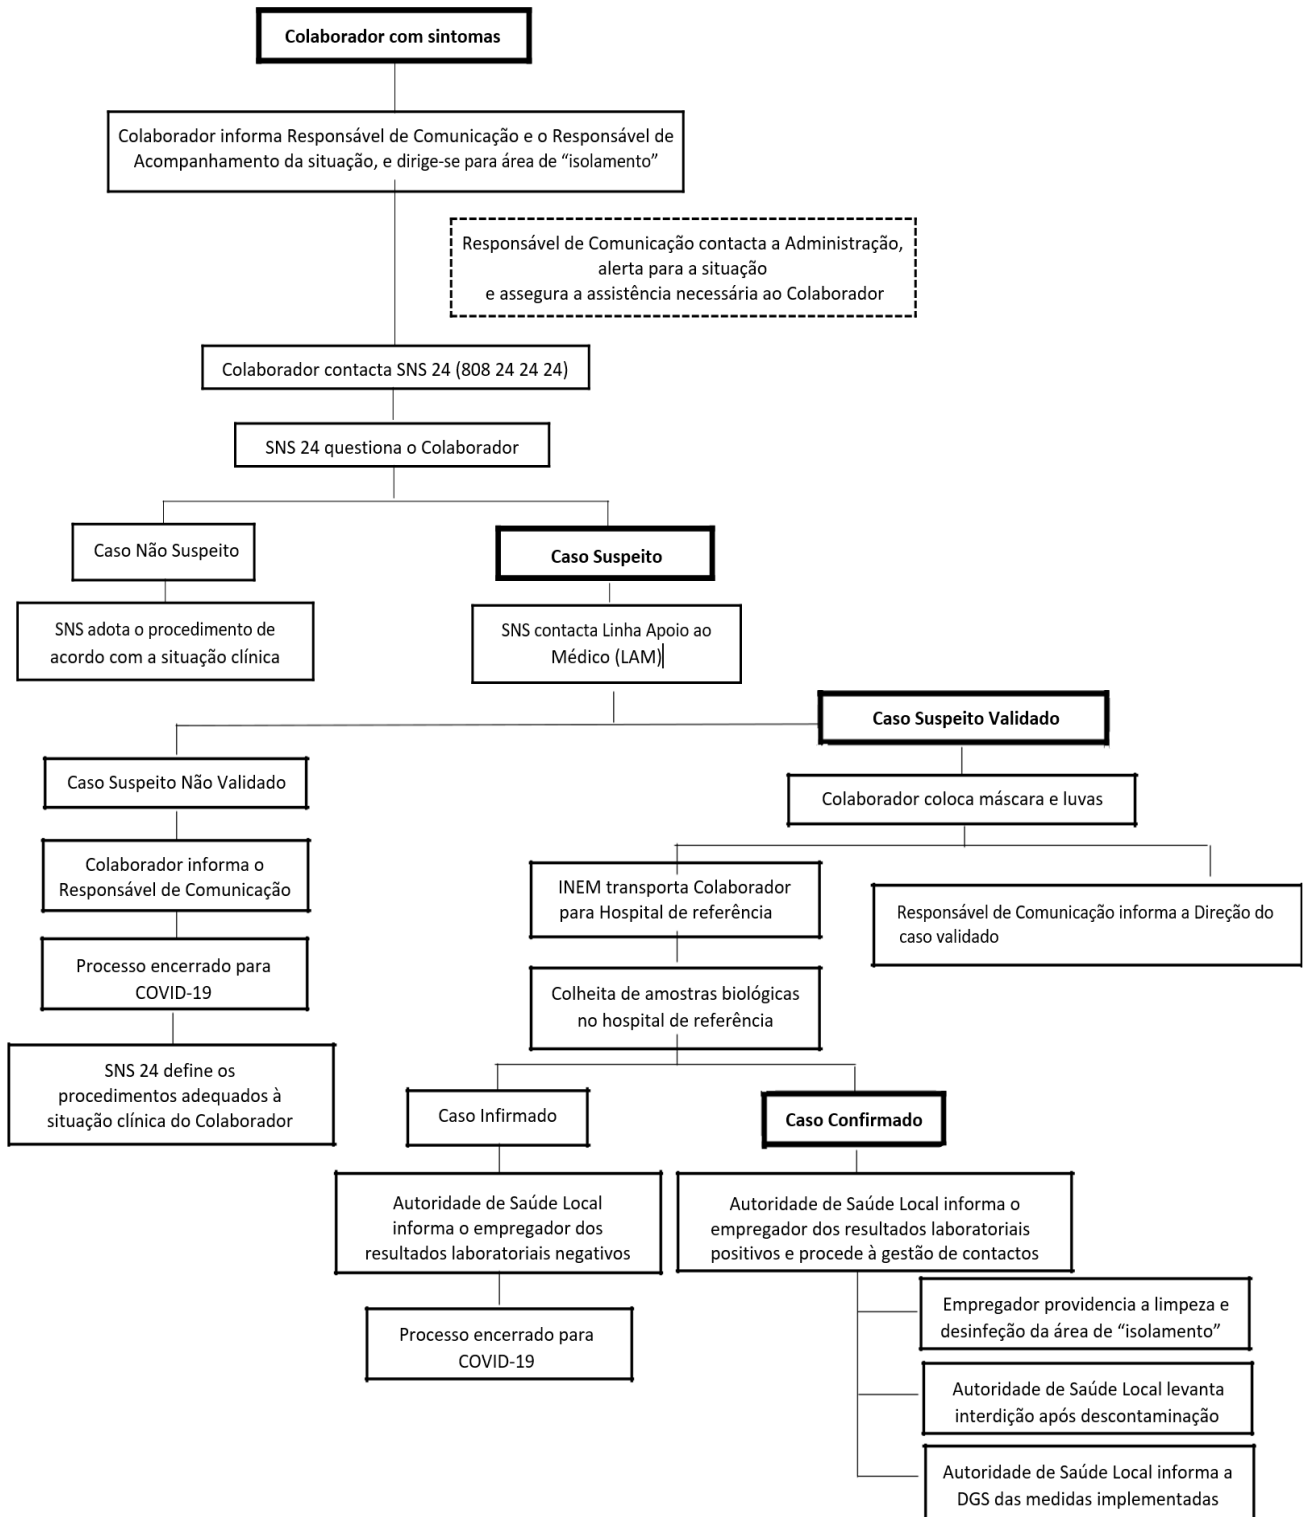 Colaborador com sintomas
Colaborador informa Responsável de Comunicação e o Responsável de
Acompanhamento da situação, e dirige-se para área de “isolamento”
Responsável de Comunicação contacta a Administração,
alerta para a situação
e assegura a assistência necessária ao Colaborador
Colaborador contacta SNS 24 (808 24 24 24)
SNS 24 questiona o Colaborador
Caso Não Suspeito
SNS adota o procedimento de
acordo com a situação clínica
Caso Suspeito
SNS contacta Linha Apoio ao
Médico (LAM)
Caso Suspeito Não Validado
Colaborador informa o
Responsável de Comunicação
Processo encerrado para
COVID-19
SNS 24 define os
procedimentos adequados à
situação clínica do Colaborador
Caso Suspeito Validado
Colaborador coloca máscara e luvas
INEM transporta Colaborador
para Hospital de referência
Responsável de Comunicação informa a Direção do
caso validado
Colheita de amostras biológicas
no hospital de referência
Caso Infirmado
Autoridade de Saúde Local
informa o empregador dos
resultados laboratoriais negativos
Processo encerrado para
COVID-19
Caso Confirmado
Autoridade de Saúde Local informa o
empregador dos resultados laboratoriais
positivos e procede à gestão de contactos
Empregador providencia a limpeza e
desinfeção da área de “isolamento”
Autoridade de Saúde Local levanta
interdição após descontaminação
Autoridade de Saúde Local informa a
DGS das medidas implementadas